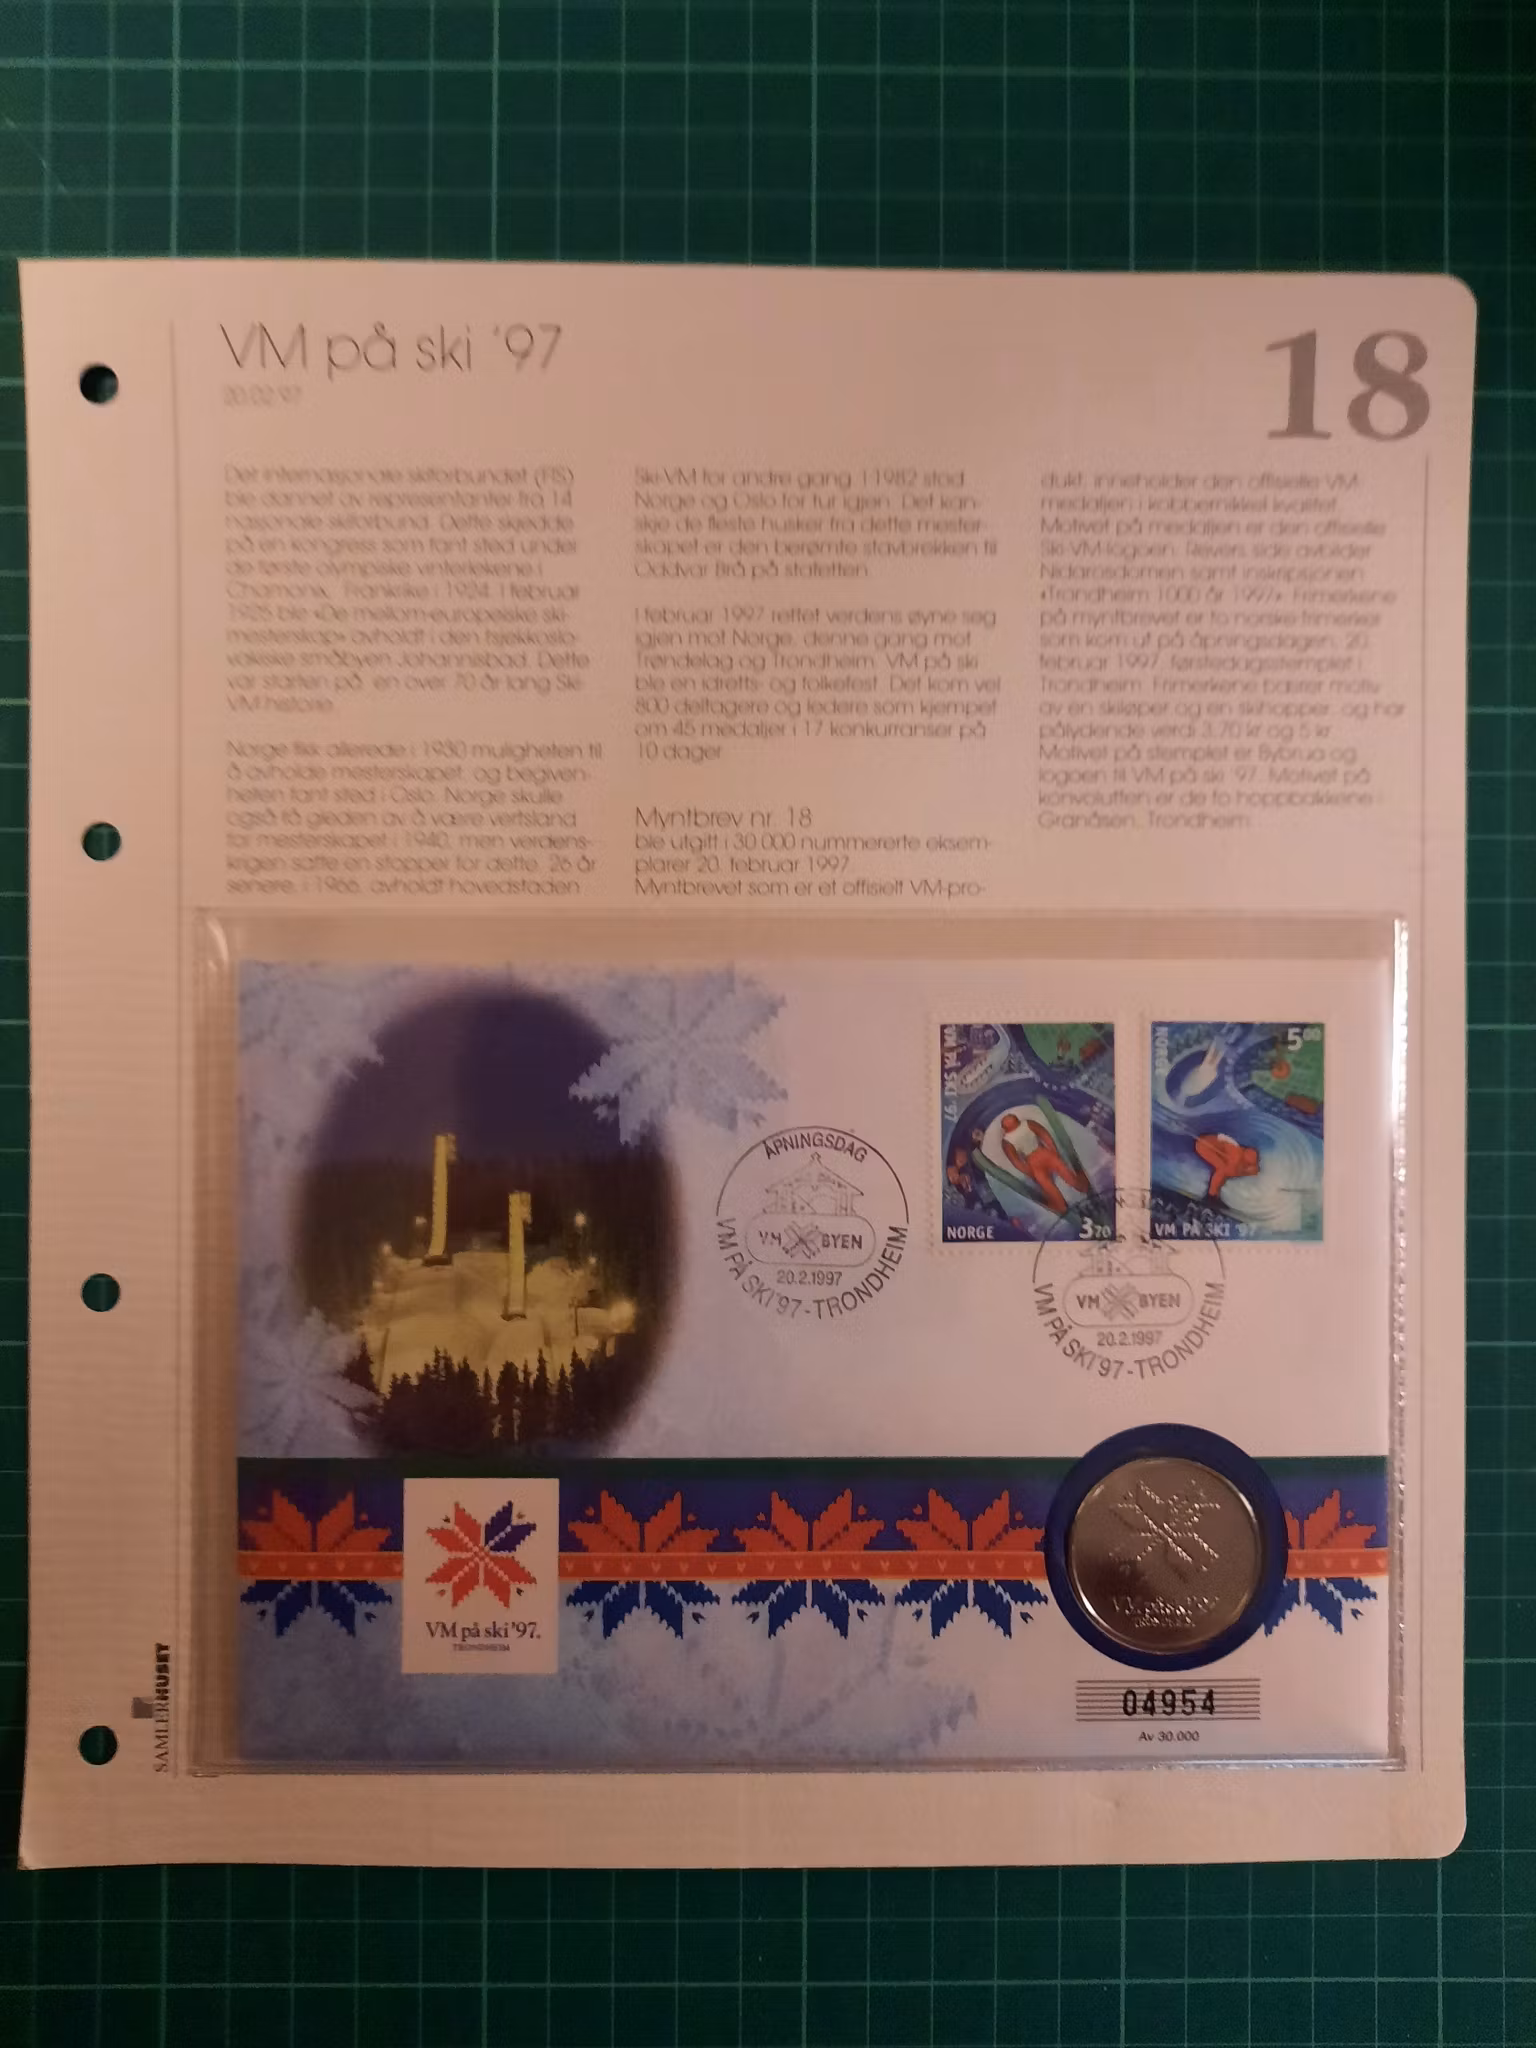 VM på ski '97
20.02.97
18
Det internasjonale skiforbundet (FIS)
ble dannet av representanter fra 14
nasjonale skiforbund. Dette skjedde
på en kongress som fant sted under
de første olympiske vinterlekene i
Chamonix, Frankrike i 1924. I februar
1925 ble «De mellom-europeiske ski-
mesterskap» avholdt i den tsjekkoslo-
vakiske småbyen Johannisbad. Dette
var starten på en over 70 år lang Ski-
VM historie.
Norge fikk allerede i 1930 muligheten til
å avholde mesterskapet, og begiven-
heten fant sted i Oslo. Norge skulle
også få gleden av å være vertsland
for mesterskapet i 1940, men verdens-
krigen satte en stopper for dette. 26 år
senere, i 1966, avholdt hovedstaden
Ski-VM for andre gang. I 1982 stod
Norge og Oslo for tur igjen. Det kan-
skje de fleste husker fra dette mester-
skapet er den berømte stavbrekken til
Oddvar Brå på stafetten.
I februar 1997 rettet verdens øyne seg
igjen mot Norge, denne gang mot
Trøndelag og Trondheim. VM på ski
ble en idretts- og folkefest. Det kom vel
800 deltagere og ledere som kjempet
om 45 medaljer i 17 konkurranser på
10 dager.
Myntbrev nr. 18
ble utgitt i 30 000 nummererte eksem-
plarer 20. februar 1997.
Myntbrevet som er et offisielt VM-pro-
dukt, inneholder den offisielle VM-
medaljen i kobbernikkel kvalitet.
Motivet på medaljen er den offisielle
Ski-VM-logoen. Revers side avbilder
Nidarosdomen samt inskripsjonen
«Trondheim 1000 år 1997». Frimerkene
på myntbrevet er to norske frimerker
som kom ut på åpningsdagen, 20.
februar 1997, førstedagsstemplet i
Trondheim. Frimerkene bærer motiv
av en skiløper og en skihopper, og har
pålydende verdi 3,70 kr og 5 kr.
Motivet på stemplet er Bybrua og
logoen til VM på ski '97. Motivet på
konvolutten er de to hoppbakkene i
Granåsen, Trondheim.
VM PÅ SKI '97
NORGE
3 70
NORGE
5 00
VM PÅ SKI '97
ÅPNINGSDAG
VM BYEN
20.2.1997
VM PÅ SKI '97 - TRONDHEIM
VM BYEN
20.2.1997
VM PÅ SKI '97 - TRONDHEIM
VM på ski '97.
TRONDHEIM
VM på ski '97
04954
Av 30.000
SAMLERHUSET